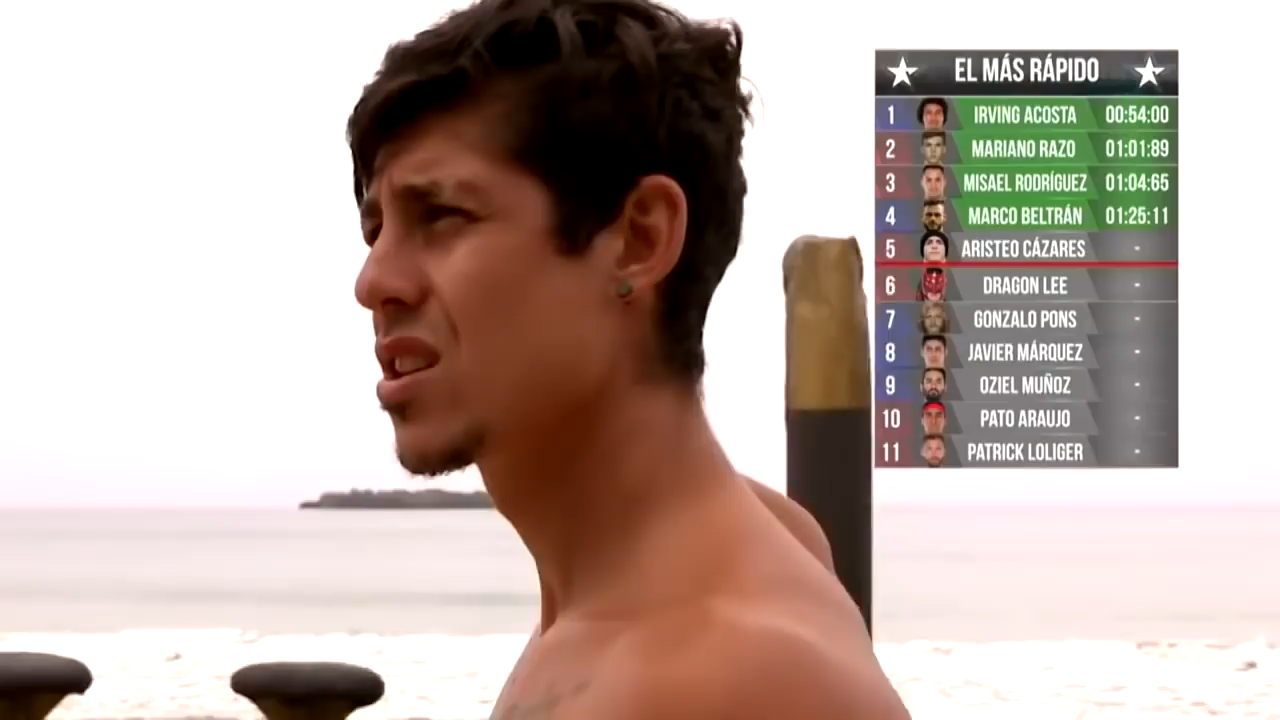 EL MÁS RÁPIDO
1 IRVING ACOSTA 00:54:00
2 MARIANO RAZO 01:01:89
3 MISAEL RODRÍGUEZ 01:04:65
4 MARCO BELTRÁN 01:25:11
5 ARISTEO CÁZARES -
6 DRAGON LEE -
7 GONZALO PONS -
8 JAVIER MÁRQUEZ -
9 OZIEL MUÑOZ -
10 PATO ARAUJO -
11 PATRICK LOLIGER -